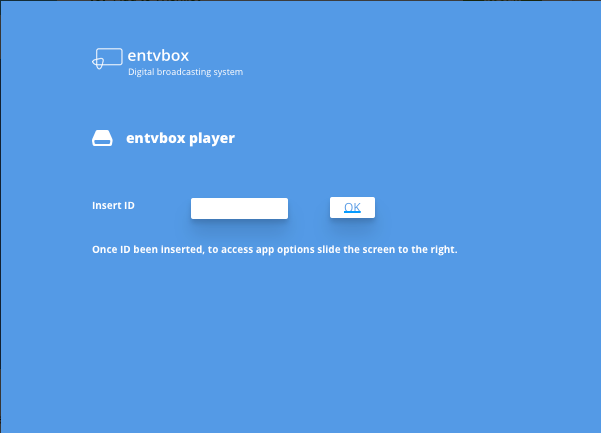 entvbox
Digital broadcasting system
entvbox player
Insert ID
OK
Once ID been inserted, to access app options slide the screen to the right.